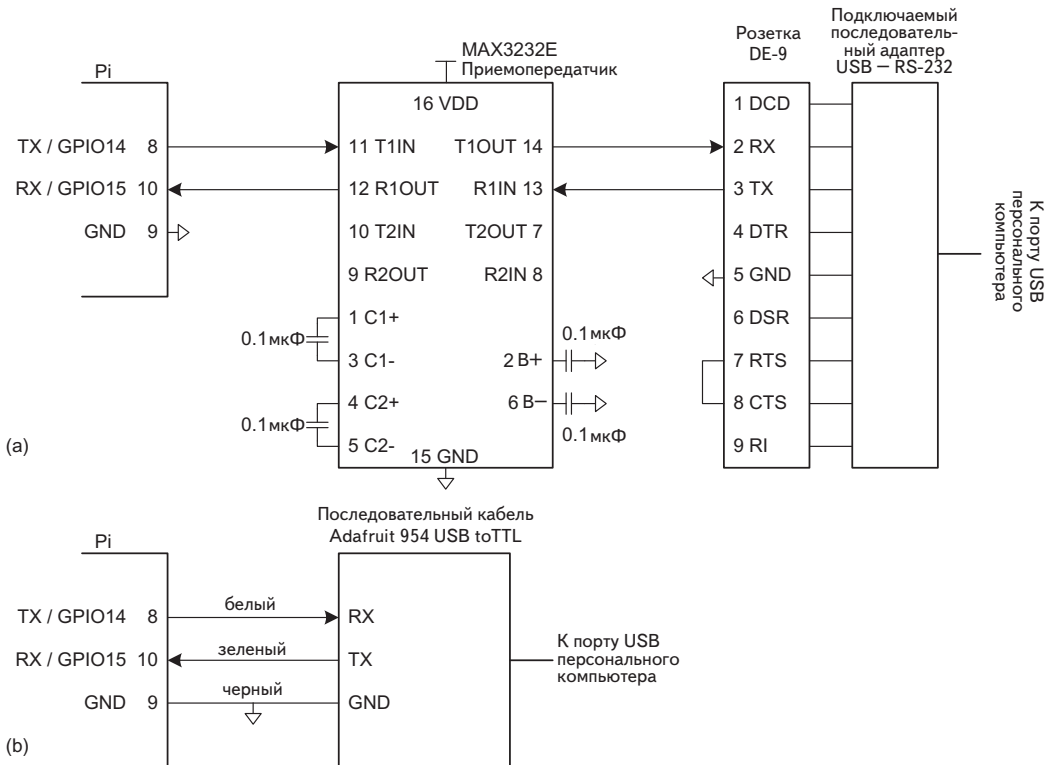 MAX3232E
Приемопередатчик
Розетка
DE-9
Подключаемый
последователь-
ный адаптер
USB – RS-232
Pi
16 VDD
1 DCD
TX / GPIO14 8
11 T1IN
T1OUT 14
2 RX
RX / GPIO15 10
12 R1OUT
R1IN 13
3 TX
GND 9
10 T2IN
T2OUT 7
4 DTR
9 R2OUT
R2IN 8
5 GND
К порту USB
персонального
компьютера
1 C1+
6 DSR
0.1мкФ
3 C1-
2 В+
0.1мкФ
7 RTS
4 C2+
6 В–
8 CTS
0.1мкФ
5 C2-
0.1мкФ
9 RI
15 GND
(a)
Последовательный кабель
Adafruit 954 USB toTTL
Pi
TX / GPIO14 8
белый
RX
RX / GPIO15 10
зеленый
TX
GND 9
черный
GND
К порту USB
персонального
компьютера
(b)